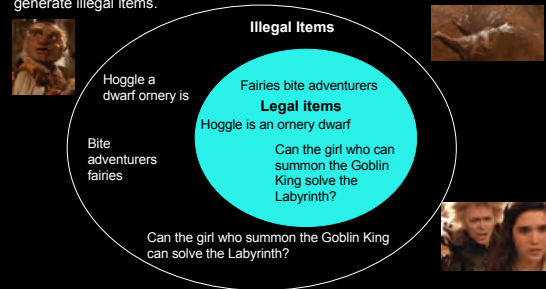 generate illegal items.
Illegal Items
Hoggle a
dwarf ornery is
Fairies bite adventurers
Legal items
Hoggle is an ornery dwarf
Bite
adventurers
fairies
Can the girl who can
summon the Goblin
King solve the
Labyrinth?
Can the girl who summon the Goblin King
can solve the Labyrinth?